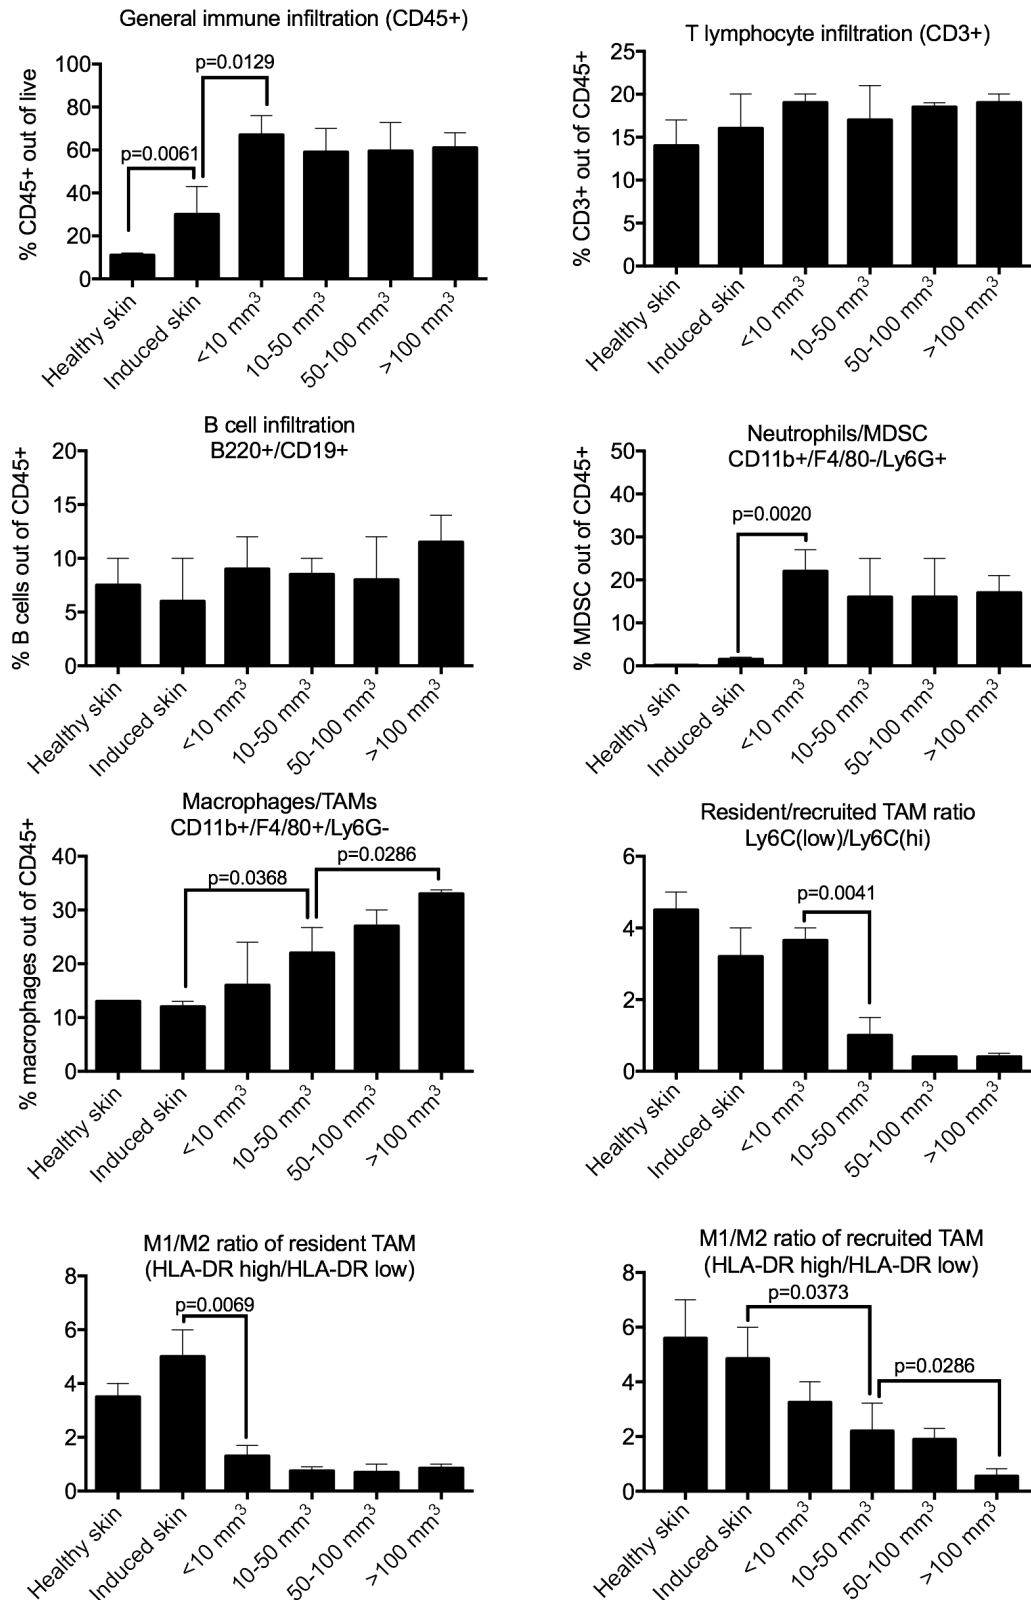 General immune infiltration (CD45+)
% CD45+ out of live
100
80
60
40
20
0
p=0.0061
p=0.0129
Healthy skin
Induced skin
<10 mm³
10-50 mm³
50-100 mm³
>100 mm³
T lymphocyte infiltration (CD3+)
% CD3+ out of CD45+
25
20
15
10
5
0
Healthy skin
Induced skin
<10 mm³
10-50 mm³
50-100 mm³
>100 mm³
B cell infiltration
B220+/CD19+
% B cells out of CD45+
20
15
10
5
0
Healthy skin
Induced skin
<10 mm³
10-50 mm³
50-100 mm³
>100 mm³
Neutrophils/MDSC
CD11b+/F4/80-/Ly6G+
% MDSC out of CD45+
50
40
30
20
10
0
p=0.0020
Healthy skin
Induced skin
<10 mm³
10-50 mm³
50-100 mm³
>100 mm³
Macrophages/TAMs
CD11b+/F4/80+/Ly6G-
% macrophages out of CD45+
40
30
20
10
0
p=0.0368
p=0.0286
Healthy skin
Induced skin
<10 mm³
10-50 mm³
50-100 mm³
>100 mm³
Resident/recruited TAM ratio
Ly6C(low)/Ly6C(hi)
6
4
2
0
p=0.0041
Healthy skin
Induced skin
<10 mm³
10-50 mm³
50-100 mm³
>100 mm³
M1/M2 ratio of resident TAM
(HLA-DR high/HLA-DR low)
8
6
4
2
0
p=0.0069
Healthy skin
Induced skin
<10 mm³
10-50 mm³
50-100 mm³
>100 mm³
M1/M2 ratio of recruited TAM
(HLA-DR high/HLA-DR low)
8
6
4
2
0
p=0.0373
p=0.0286
Healthy skin
Induced skin
<10 mm³
10-50 mm³
50-100 mm³
>100 mm³